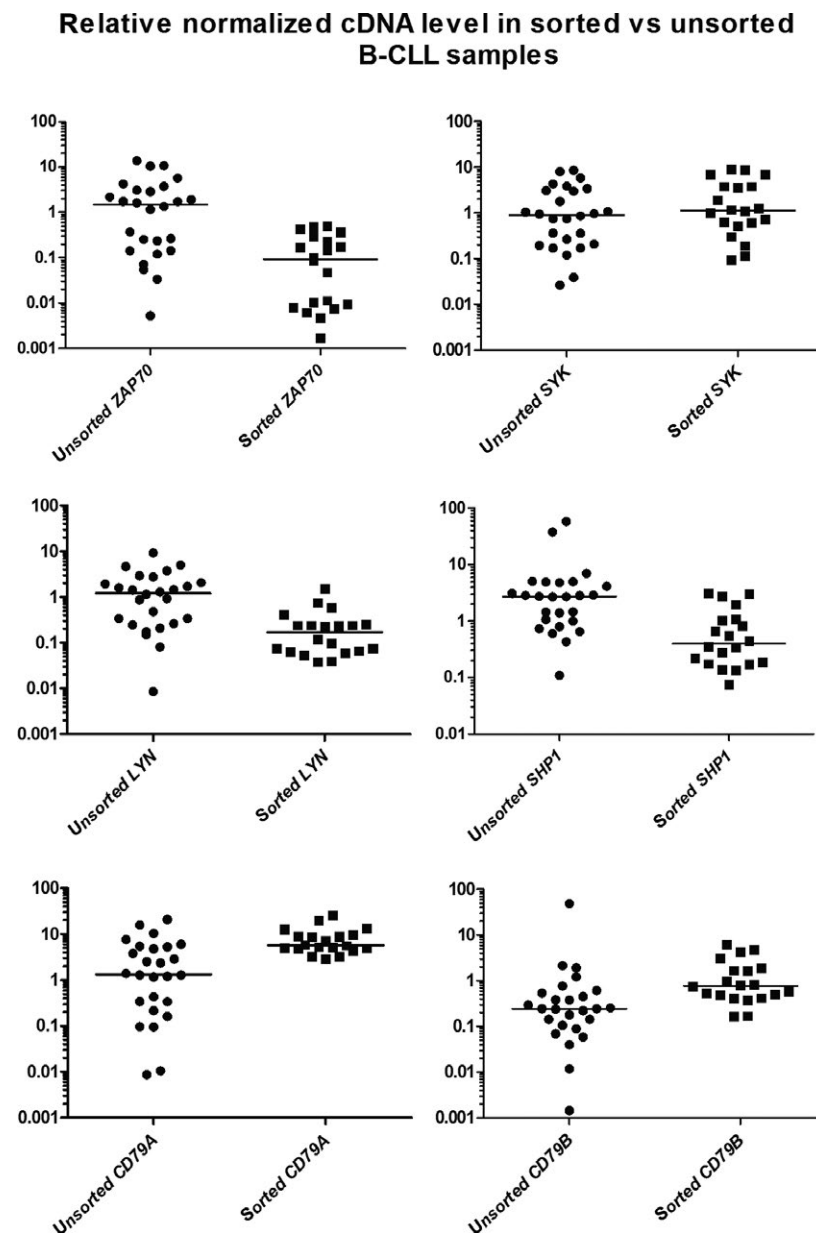 Relative normalized cDNA level in sorted vs unsorted
B-CLL samples
100
10
1
0.1
0.01
0.001
Unsorted ZAP70
Sorted ZAP70
100
10
1
0.1
0.01
0.001
Unsorted SYK
Sorted SYK
100
10
1
0.1
0.01
0.001
Unsorted LYN
Sorted LYN
100
10
1
0.1
0.01
Unsorted SHP1
Sorted SHP1
100
10
1
0.1
0.01
0.001
Unsorted CD79A
Sorted CD79A
100
10
1
0.1
0.01
0.001
Unsorted CD79B
Sorted CD79B